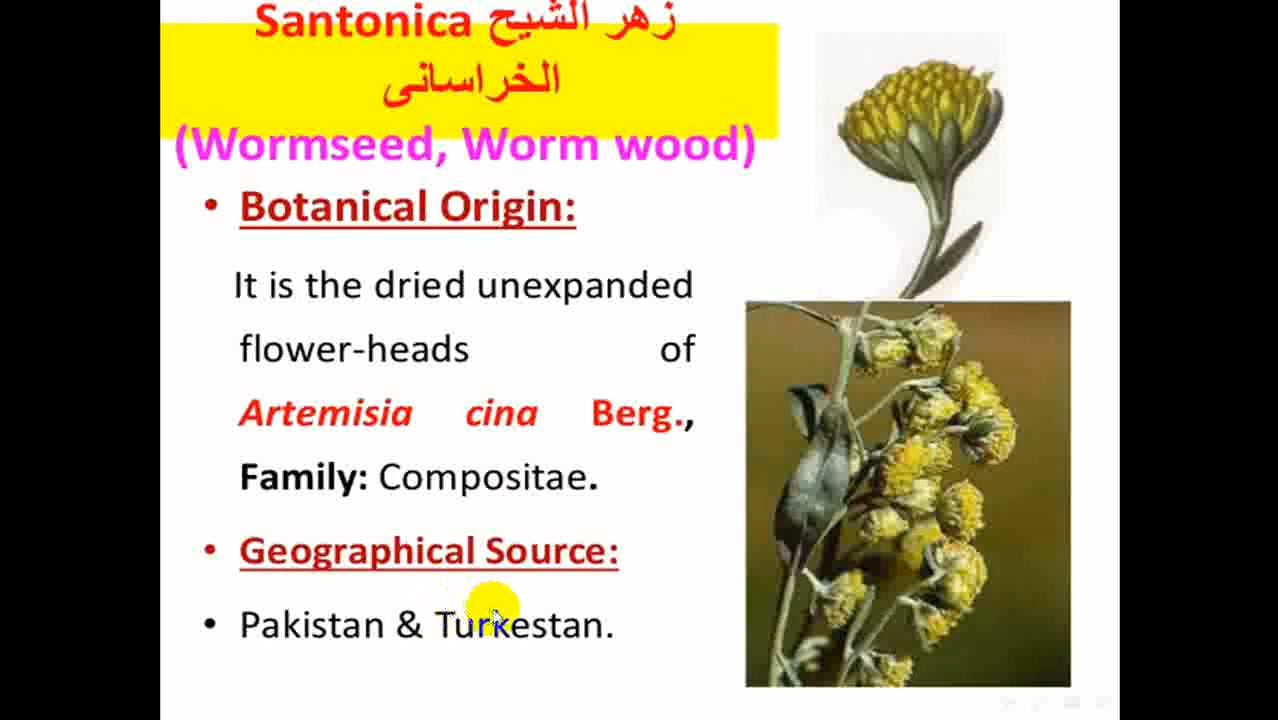 Santonica زهر الشيح
الخراسانى
(Wormseed, Worm wood)
• Botanical Origin:
It is the dried unexpanded
flower-heads of
Artemisia cina Berg.,
Family: Compositae.
• Geographical Source:
• Pakistan & Turkestan.